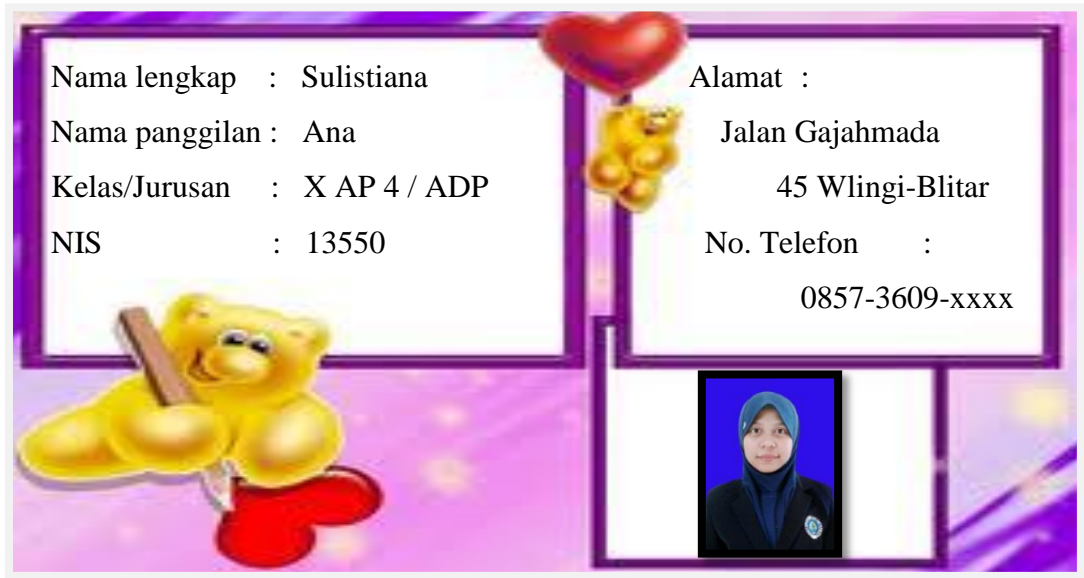 Nama lengkap : Sulistiana
Nama panggilan : Ana
Kelas/Jurusan : X AP 4 / ADP
NIS : 13550
Alamat :
Jalan Gajahmada
45 Wlingi-Blitar
No. Telefon :
0857-3609-xxxx